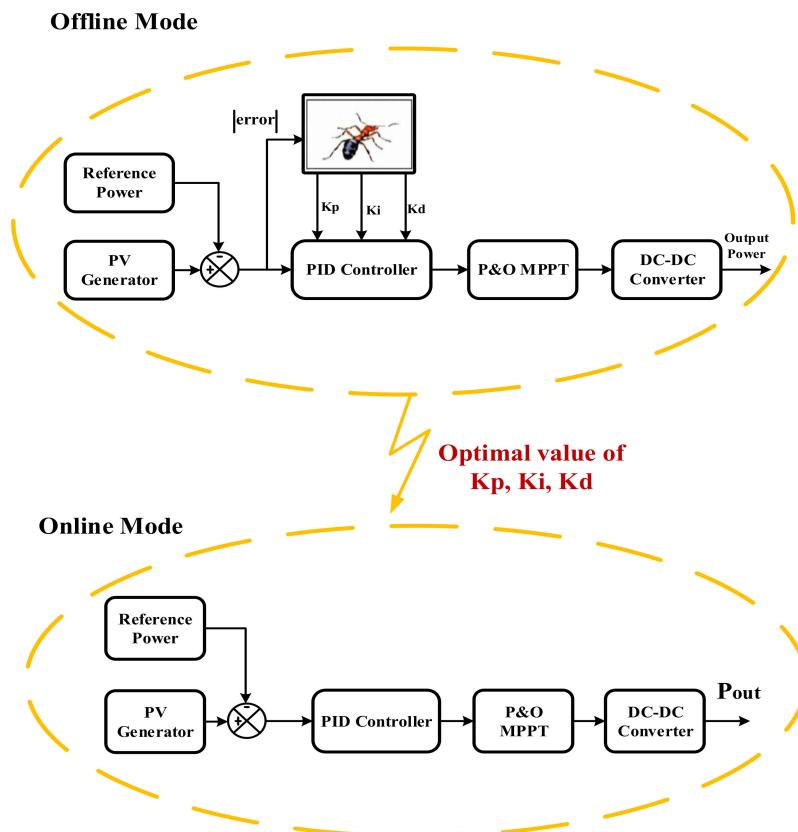 Offline Mode
|error|
Reference
Power
Kp
Ki
Kd
-
+
PV
Generator
PID Controller
P&O MPPT
DC-DC
Converter
Output
Power
Optimal value of
Kp, Ki, Kd
Online Mode
Reference
Power
-
+
PV
Generator
PID Controller
P&O
MPPT
DC-DC
Converter
Pout